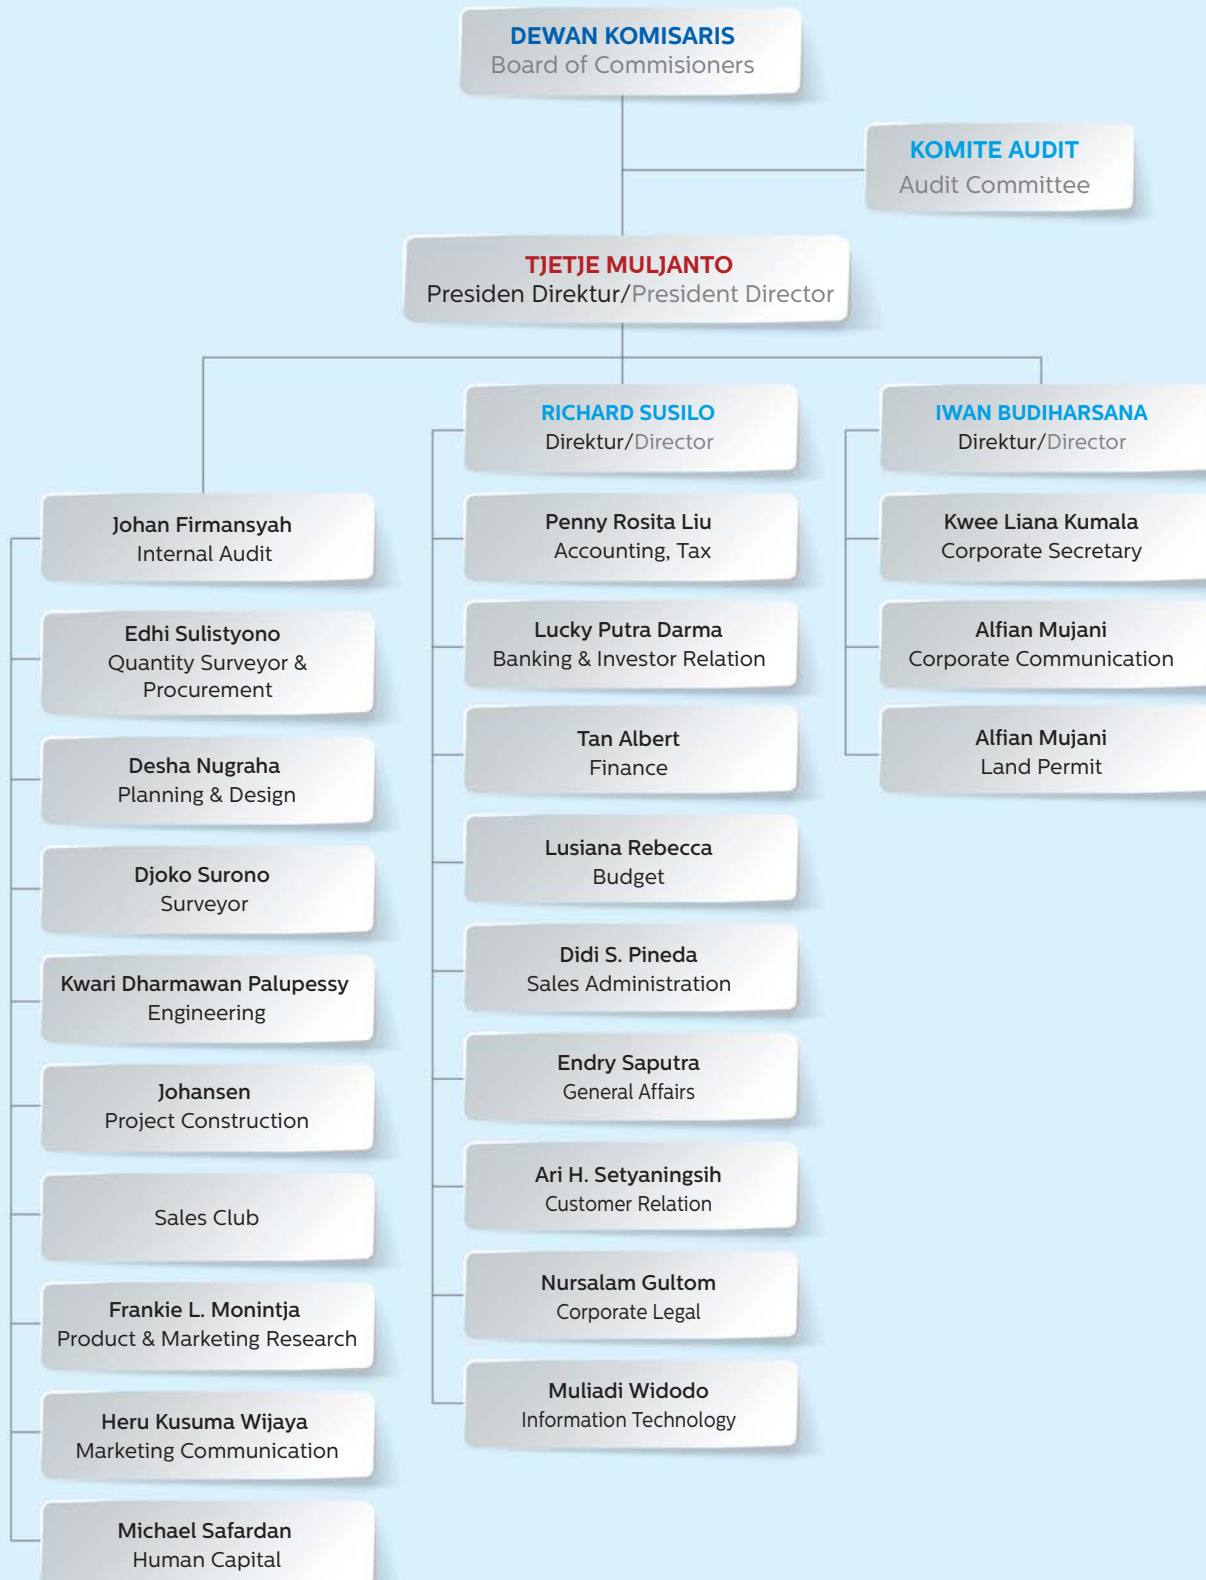 DEWAN KOMISARIS
Board of Commisioners
KOMITE AUDIT
Audit Committee
TJETJE MULJANTO
Presiden Direktur/President Director
RICHARD SUSILO
Direktur/Director
IWAN BUDIHARSANA
Direktur/Director
Johan Firmansyah
Internal Audit
Edhi Sulistyono
Quantity Surveyor &
Procurement
Desha Nugraha
Planning & Design
Djoko Surono
Surveyor
Kwari Dharmawan Palupessy
Engineering
Johansen
Project Construction
Sales Club
Frankie L. Monintja
Product & Marketing Research
Heru Kusuma Wijaya
Marketing Communication
Michael Safardan
Human Capital
Penny Rosita Liu
Accounting, Tax
Lucky Putra Darma
Banking & Investor Relation
Tan Albert
Finance
Lusiana Rebecca
Budget
Didi S. Pineda
Sales Administration
Endry Saputra
General Affairs
Ari H. Setyaningsih
Customer Relation
Nursalam Gultom
Corporate Legal
Muliadi Widodo
Information Technology
Kwee Liana Kumala
Corporate Secretary
Alfian Mujani
Corporate Communication
Alfian Mujani
Land Permit